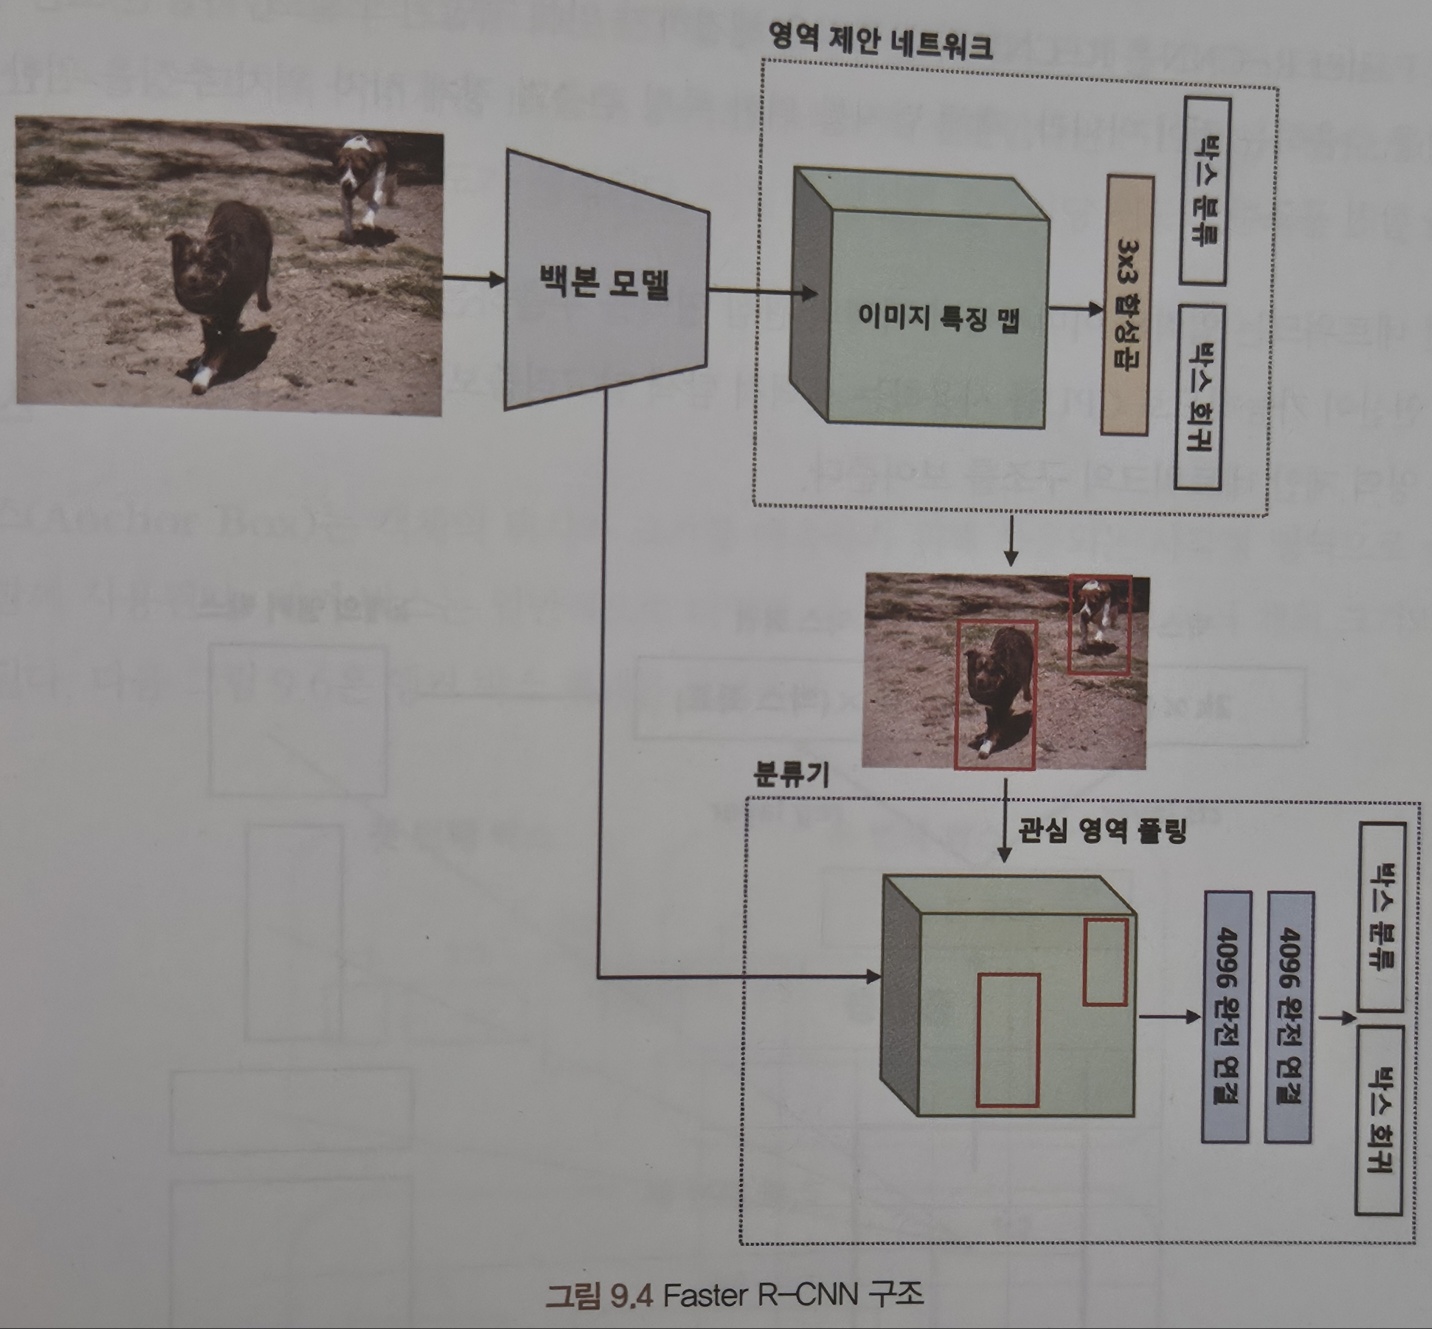 영역 제안 네트워크
백본 모델
이미지 특징 맵
3x3 합성곱
박스 분류
박스 회귀
분류기
관심 영역 풀링
4096 완전 연결
4096 완전 연결
박스 분류
박스 회귀
그림 9.4 Faster R-CNN 구조